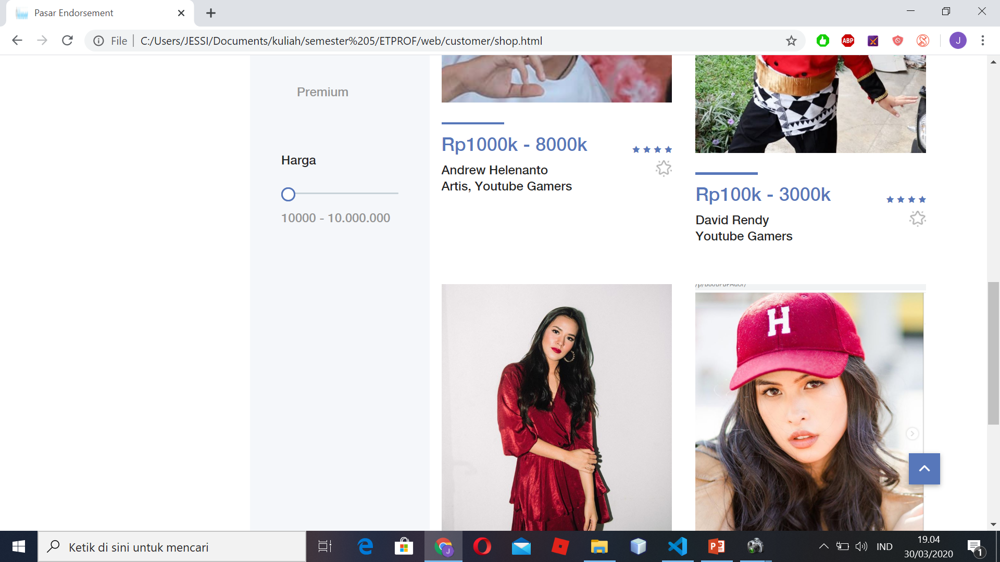 Pasar Endorsement
File
C:/Users/JESSI/Documents/kuliah/semester%205/ETPROF/web/customer/shop.html
ABP
J
Premium
Harga
10000 - 10.000.000
Rp1000k - 8000k
Andrew Helenanto
Artis, Youtube Gamers
Rp100k - 3000k
David Rendy
Youtube Gamers
H
Ketik di sini untuk mencari
J
IND
19.04
30/03/2020
1